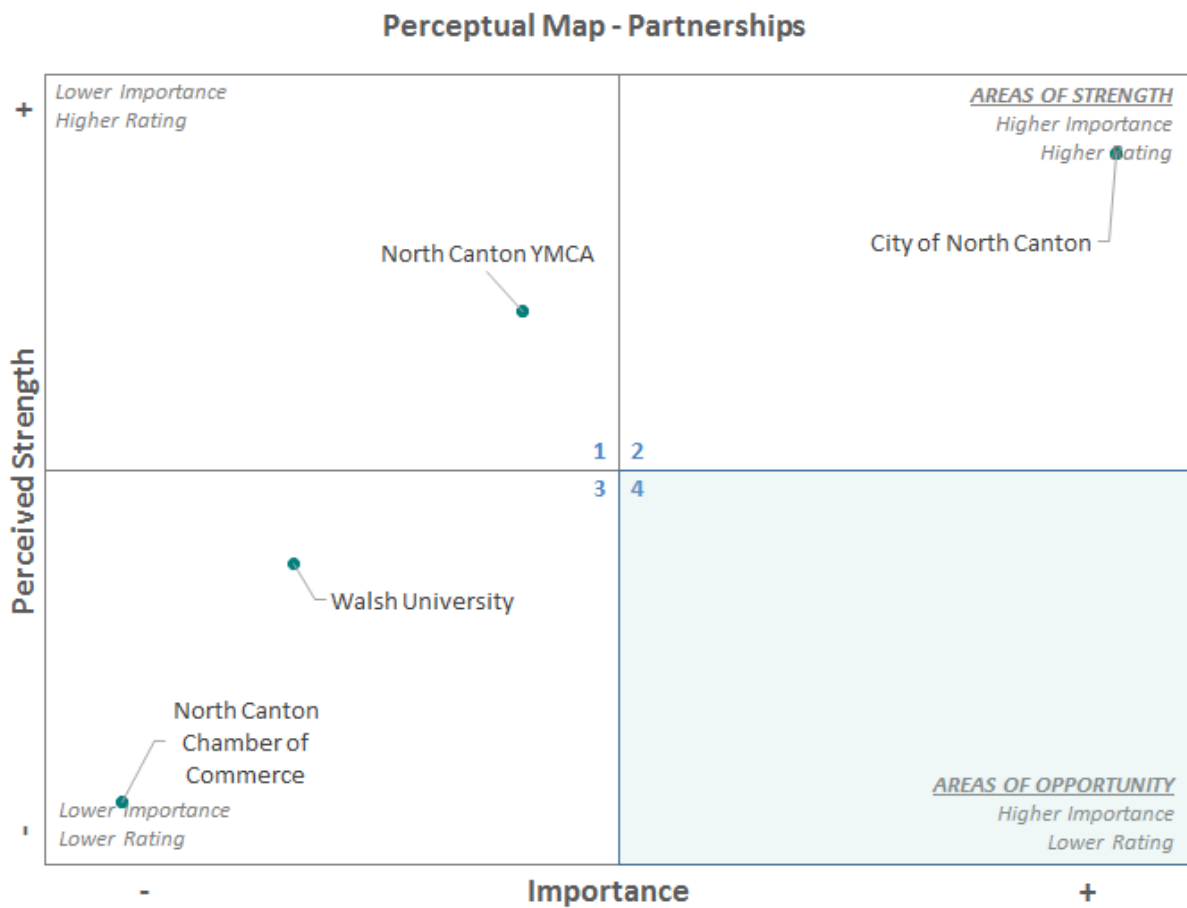 Perceptual Map - Partnerships
+
Lower Importance
Higher Rating
AREAS OF STRENGTH
Higher Importance
Higher Rating
City of North Canton
North Canton YMCA
Perceived Strength
1
2
3
4
Walsh University
North Canton
Chamber of
Commerce
Lower Importance
Lower Rating
AREAS OF OPPORTUNITY
Higher Importance
Lower Rating
-
-
Importance
+